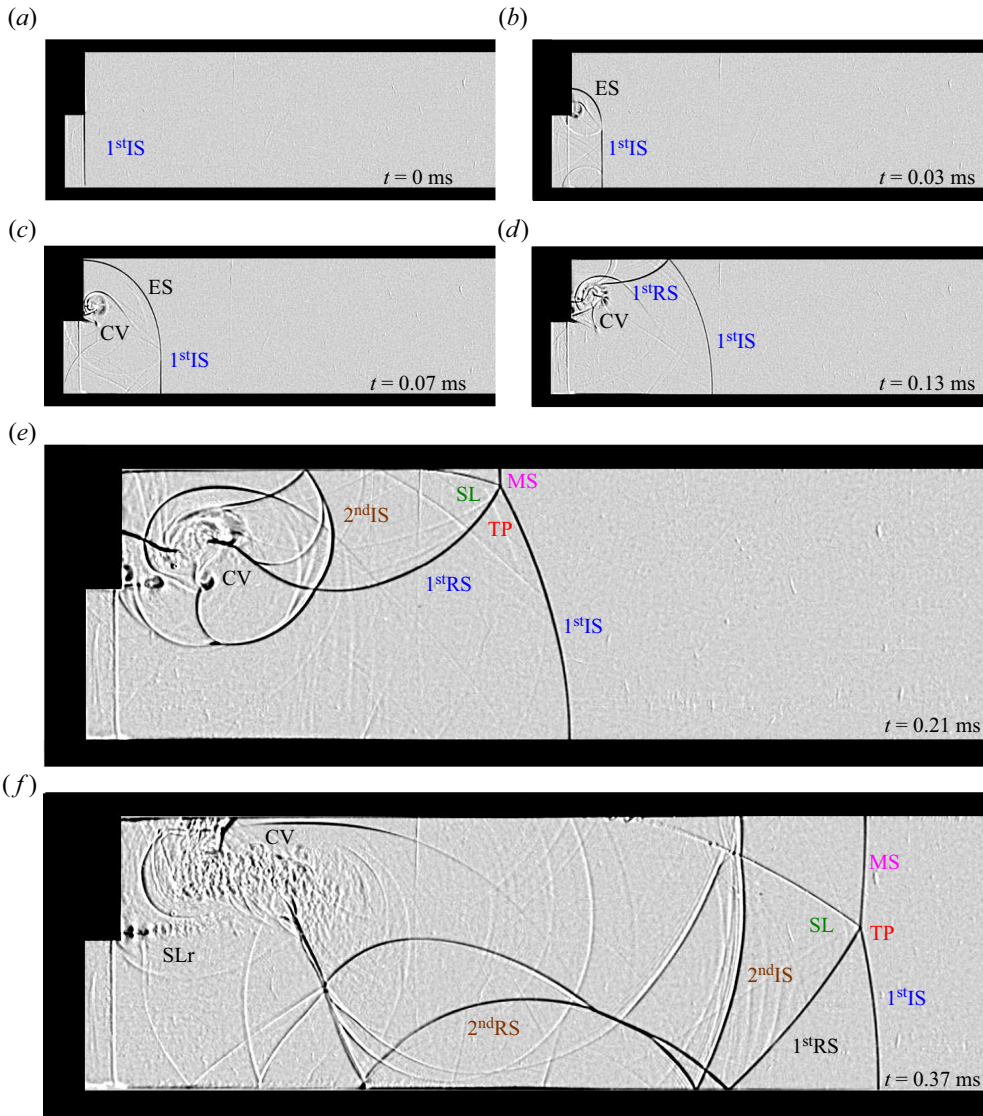 (a)
1stIS
t = 0 ms
(b)
ES
1stIS
t = 0.03 ms
(c)
ES
CV
1stIS
t = 0.07 ms
(d)
1stRS
CV
1stIS
t = 0.13 ms
(e)
MS
SL
2ndIS
TP
CV
1stRS
1stIS
t = 0.21 ms
(f)
CV
MS
SL
TP
SLr
2ndIS
1stIS
2ndRS
1stRS
t = 0.37 ms